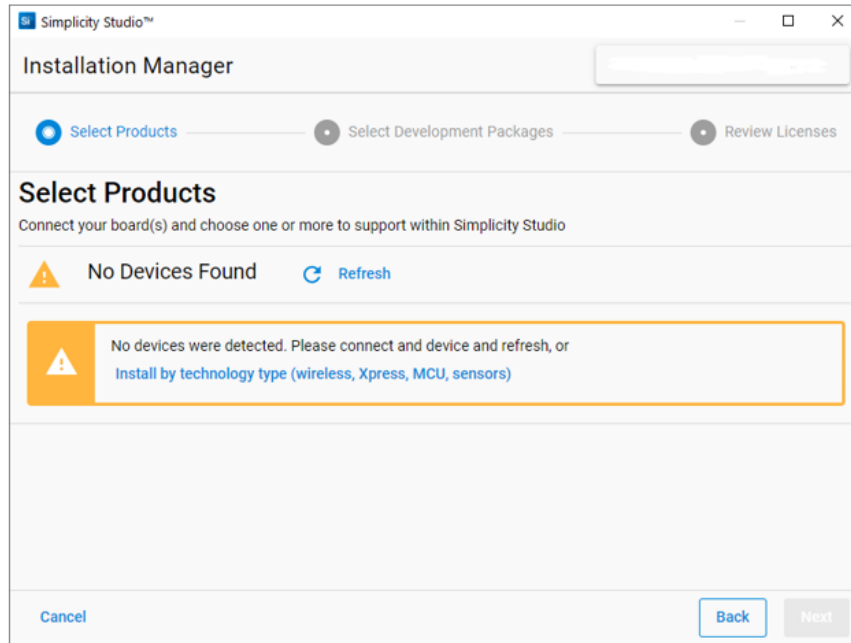 Si Simplicity Studio™
Installation Manager
Select Products
Select Development Packages
Review Licenses
Select Products
Connect your board(s) and choose one or more to support within Simplicity Studio
No Devices Found
Refresh
No devices were detected. Please connect and device and refresh, or
Install by technology type (wireless, Xpress, MCU, sensors)
Cancel
Back
Next